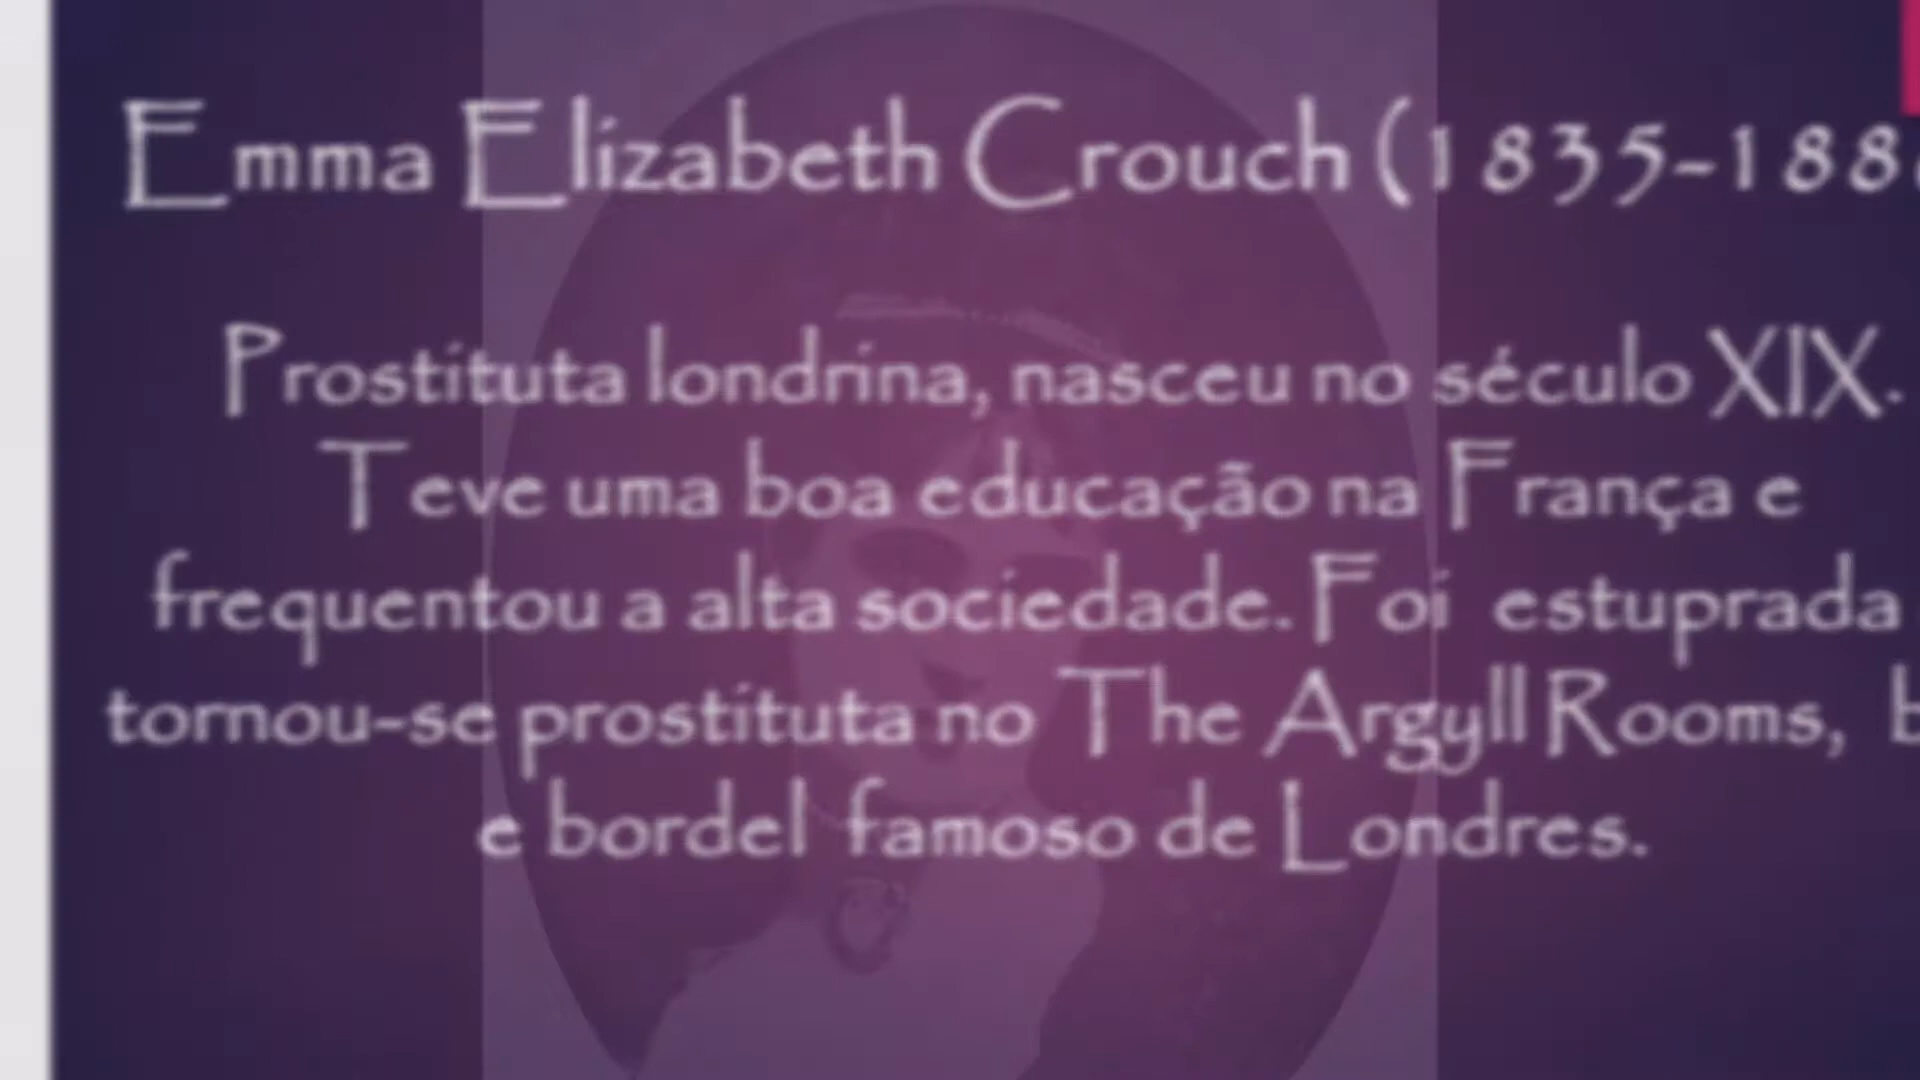 Emma Elizabeth Crouch (1835-188
Prostituta londrina, nasceu no século XIX.
Teve uma boa educação na França e
frequentou a alta sociedade. Foi estuprada
tornou-se prostituta no The Argyll Rooms,
e bordel famoso de Londres.